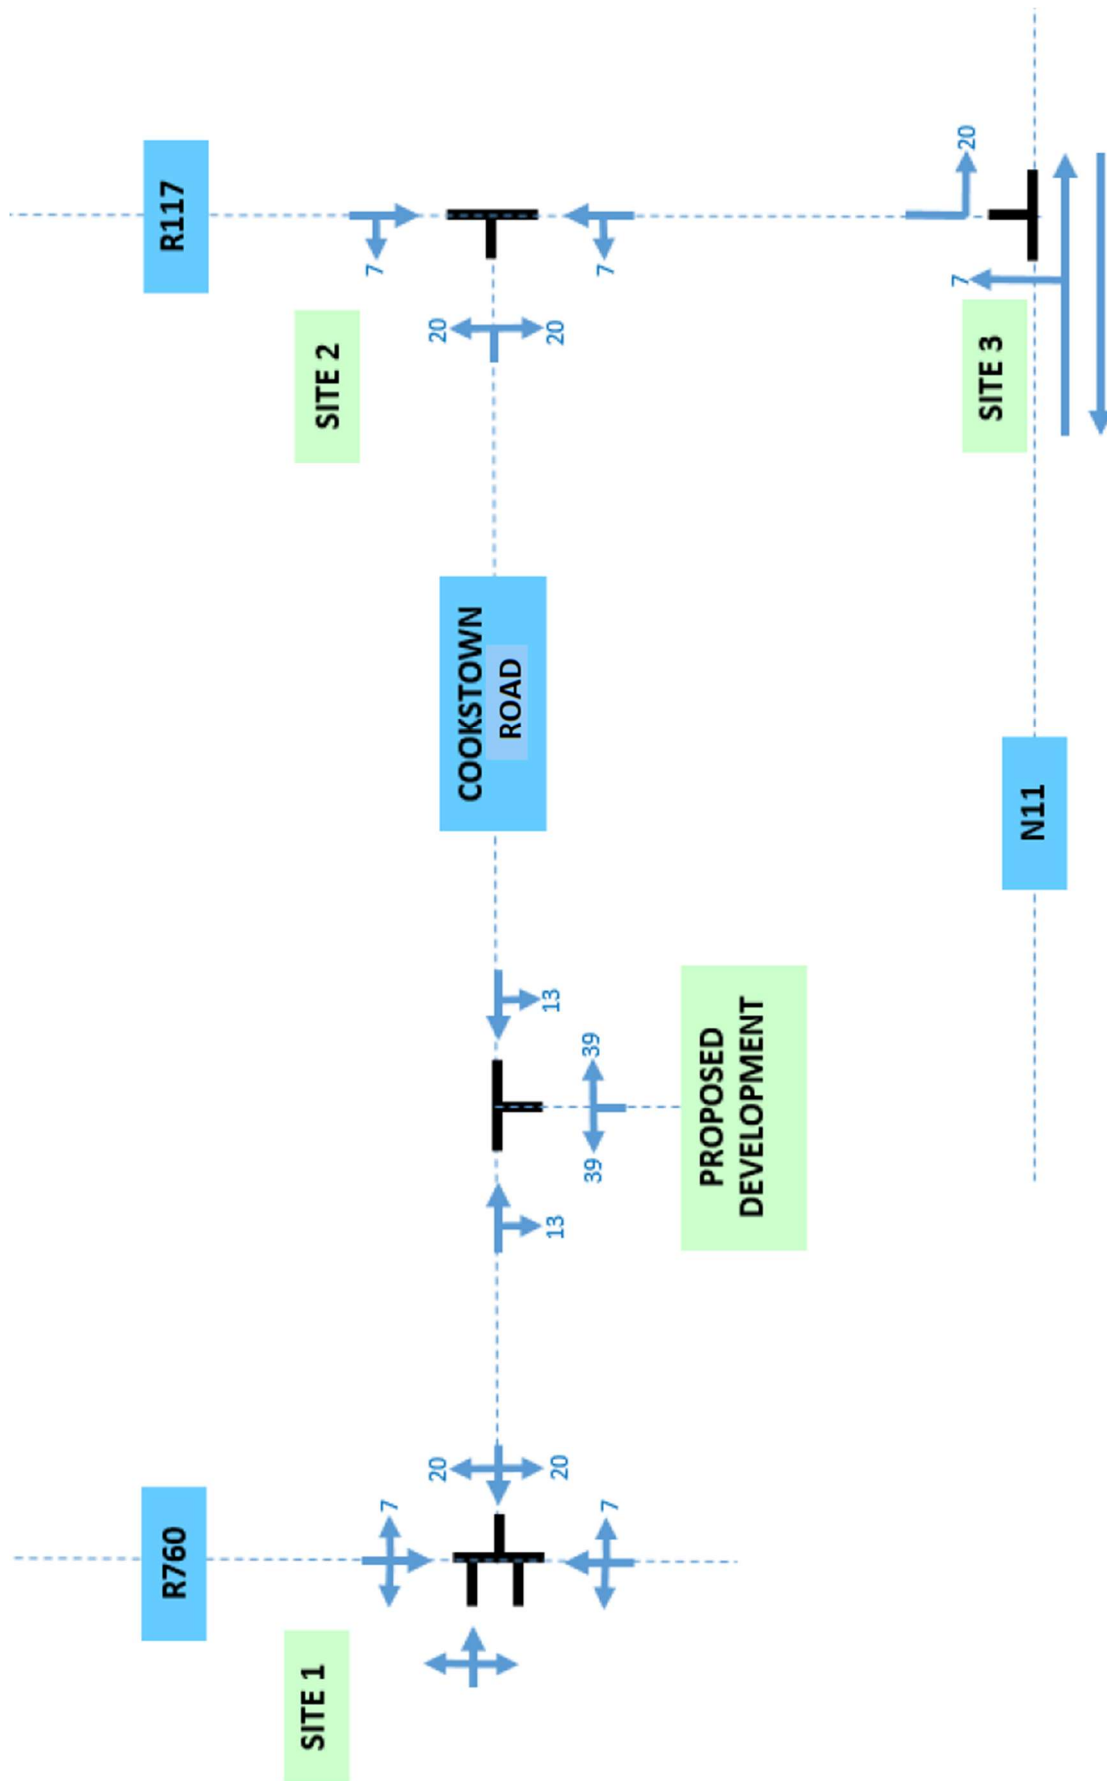 R760
R117
SITE 1
SITE 2
7
7
20
20
COOKSTOWN
ROAD
20
13
13
20
7
39
39
7
PROPOSED
DEVELOPMENT
7
20
SITE 3
N11